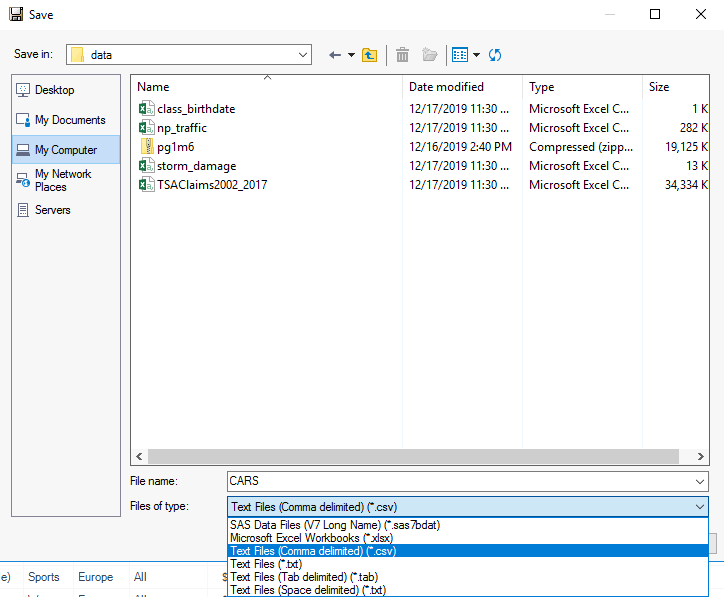 Save
Save in: data
Desktop
My Documents
My Computer
My Network
Places
Servers
Name Date modified Type Size
class_birthdate 12/17/2019 11:30 ... Microsoft Excel C... 1 K
np_traffic 12/17/2019 11:30 ... Microsoft Excel C... 282 K
pg1m6 12/16/2019 2:40 PM Compressed (zipp... 19,125 K
storm_damage 12/17/2019 11:30 ... Microsoft Excel C... 13 K
TSAClaims2002_2017 12/17/2019 11:30 ... Microsoft Excel C... 34,334 K
File name: CARS
Files of type: Text Files (Comma delimited) (*.csv)
SAS Data Files (V7 Long Name) (*.sas7bdat)
Microsoft Excel Workbooks (*.xlsx)
Text Files (Comma delimited) (*.csv)
Text Files (*.txt)
Text Files (Tab delimited) (*.tab)
Text Files (Space delimited) (*.txt)
e) Sports Europe All $